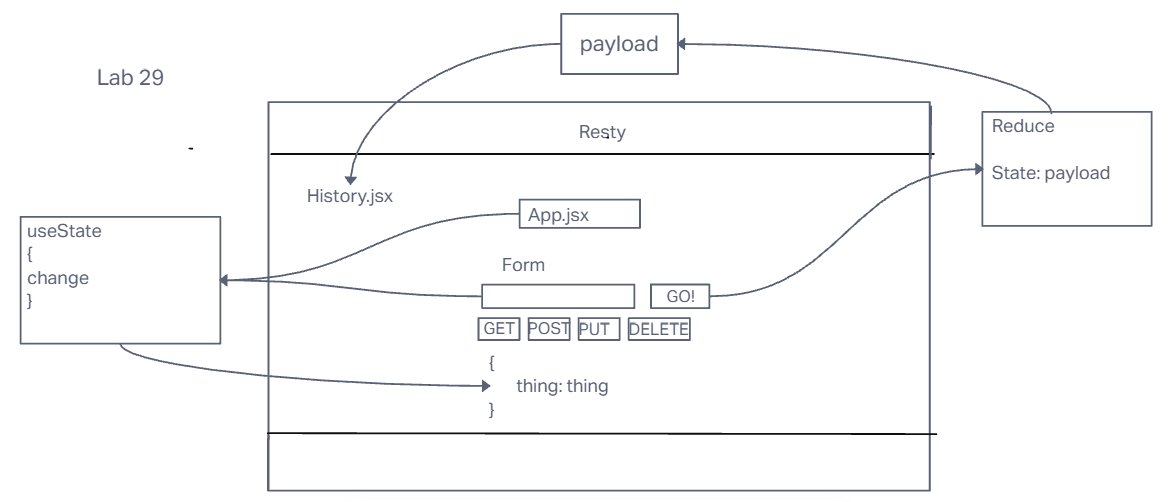 payload
Lab 29
Resty
Reduce
State: payload
History.jsx
App.jsx
useState
{
change
}
Form
GO!
GET POST PUT DELETE
{
thing: thing
}